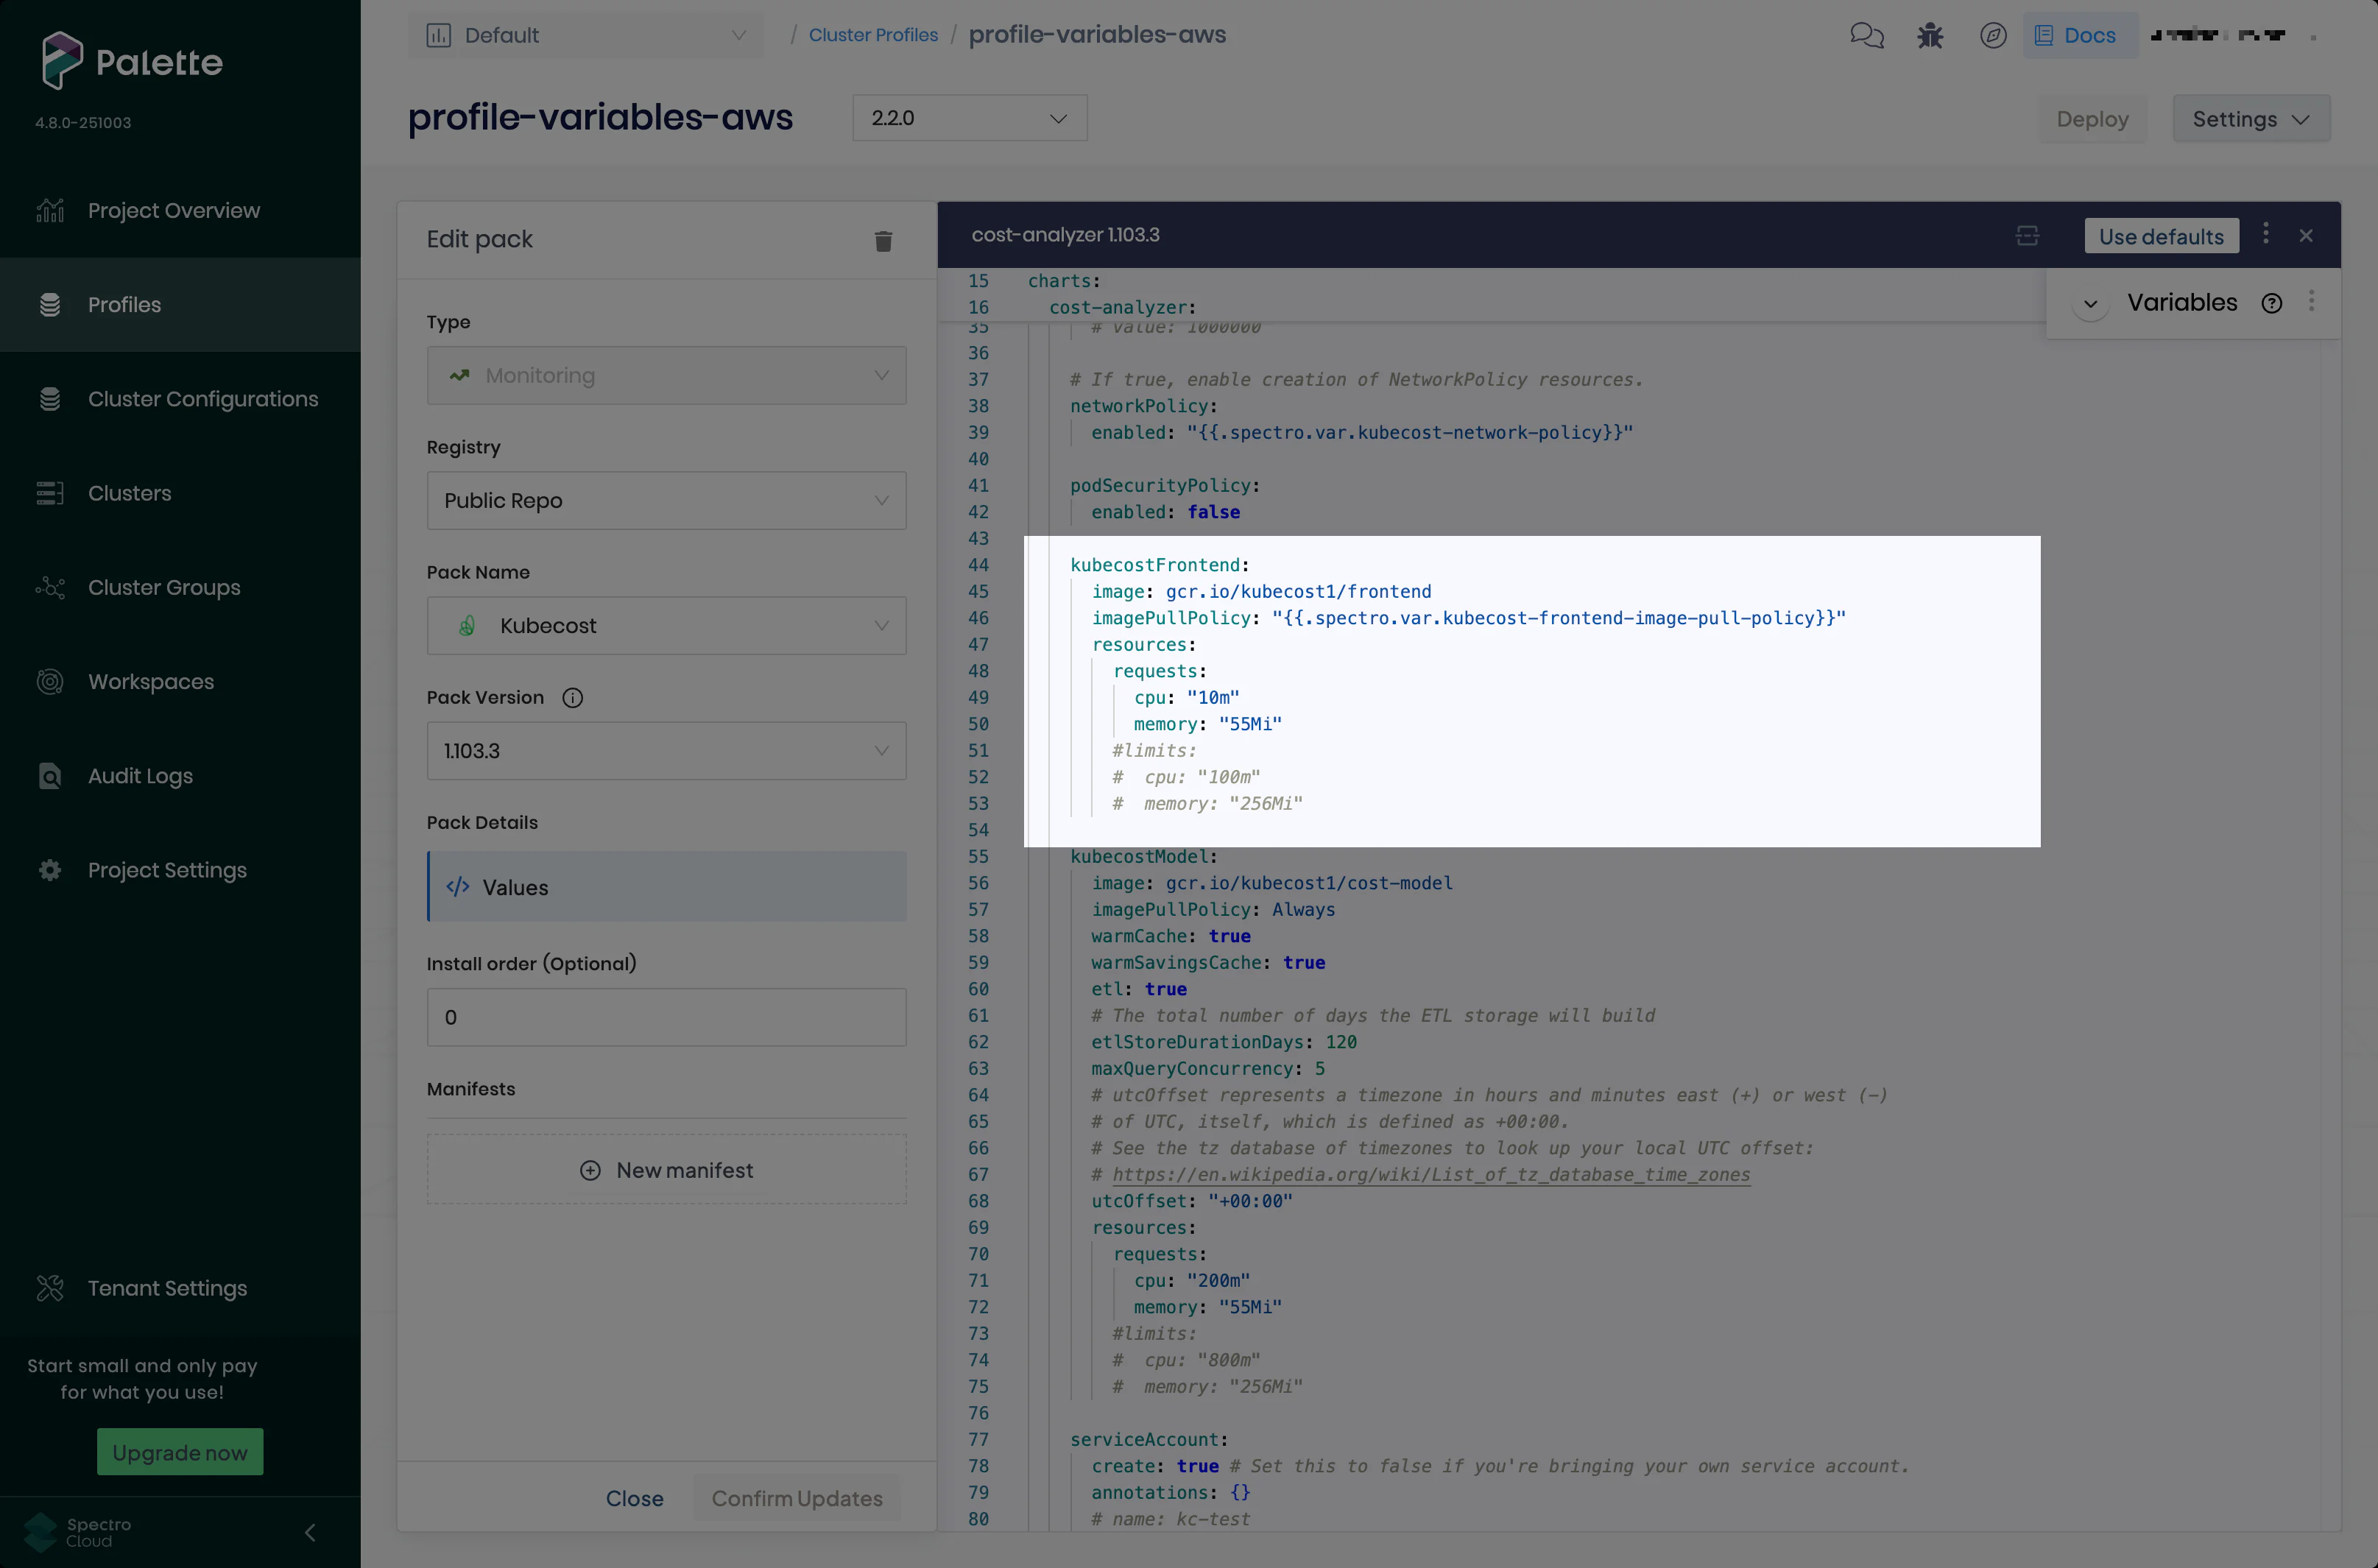 Palette
4.8.0-251003
Project Overview
Profiles
Cluster Configurations
Clusters
Cluster Groups
Workspaces
Audit Logs
Project Settings
Tenant Settings
Start small and only pay
for what you use!
Upgrade now
Spectro
Cloud
Default
/ Cluster Profiles / profile-variables-aws
Docs
profile-variables-aws
2.2.0
Deploy
Settings
Edit pack
Type
Monitoring
Registry
Public Repo
Pack Name
Kubecost
Pack Version
1.103.3
Pack Details
</> Values
Install order (Optional)
0
Manifests
New manifest
Close
Confirm Updates
cost-analyzer 1.103.3
Use defaults
Variables
15 charts:
16 cost-analyzer:
35 # value: 1000000
36
37 # If true, enable creation of NetworkPolicy resources.
38 networkPolicy:
39 enabled: "{{.spectro.var.kubecost-network-policy}}"
40
41 podSecurityPolicy:
42 enabled: false
43
44 kubecostFrontend:
45 image: gcr.io/kubecost1/frontend
46 imagePullPolicy: "{{.spectro.var.kubecost-frontend-image-pull-policy}}"
47 resources:
48 requests:
49 cpu: "10m"
50 memory: "55Mi"
51 #limits:
52 # cpu: "100m"
53 # memory: "256Mi"
54
55 kubecostModel:
56 image: gcr.io/kubecost1/cost-model
57 imagePullPolicy: Always
58 warmCache: true
59 warmSavingsCache: true
60 etl: true
61 # The total number of days the ETL storage will build
62 etlStoreDurationDays: 120
63 maxQueryConcurrency: 5
64 # utcOffset represents a timezone in hours and minutes east (+) or west (-)
65 # of UTC, itself, which is defined as +00:00.
66 # See the tz database of timezones to look up your local UTC offset:
67 # https://en.wikipedia.org/wiki/List_of_tz_database_time_zones
68 utcOffset: "+00:00"
69 resources:
70 requests:
71 cpu: "200m"
72 memory: "55Mi"
73 #limits:
74 # cpu: "800m"
75 # memory: "256Mi"
76
77 serviceAccount:
78 create: true # Set this to false if you're bringing your own service account.
79 annotations: {}
80 # name: kc-test